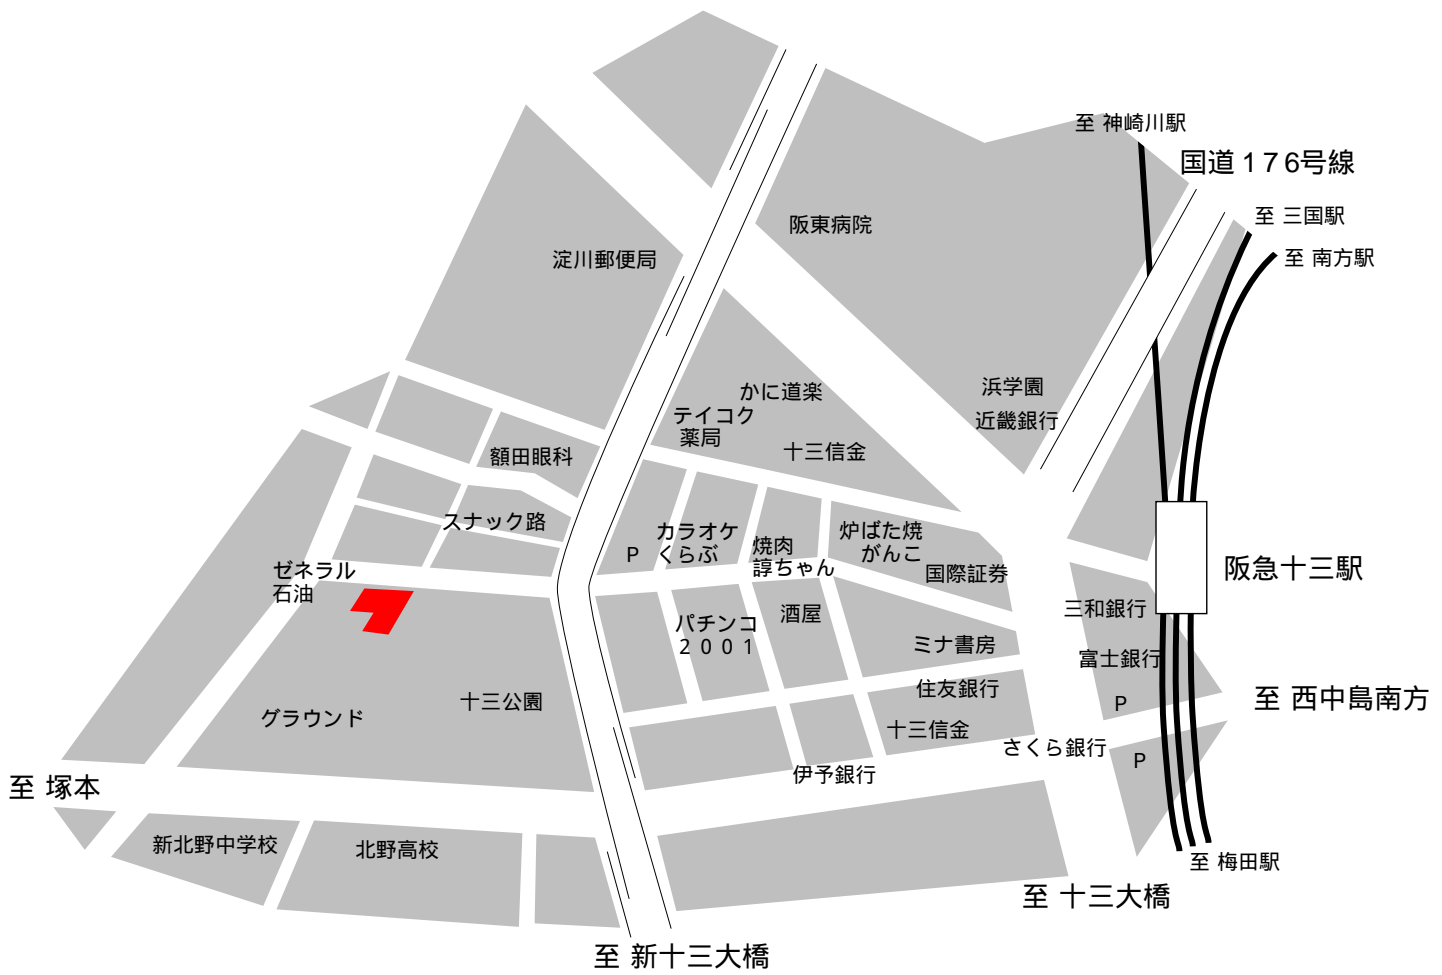 至 神崎川駅
国道１７６号線
至 三国駅
阪東病院
淀川郵便局
至 南方駅
かに道楽
浜学園
テイコク
薬局
近畿銀行
十三信金
額田眼科
スナック路
カラオケ
くらぶ
P
焼肉
諄ちゃん
炉ばた焼
がんこ
国際証券
阪急十三駅
ゼネラル
石油
三和銀行
パチンコ
２００１
酒屋
ミナ書房
富士銀行
住友銀行
十三公園
グラウンド
十三信金
P
至 西中島南方
さくら銀行
P
伊予銀行
至 塚本
新北野中学校
北野高校
至 梅田駅
至 十三大橋
至 新十三大橋